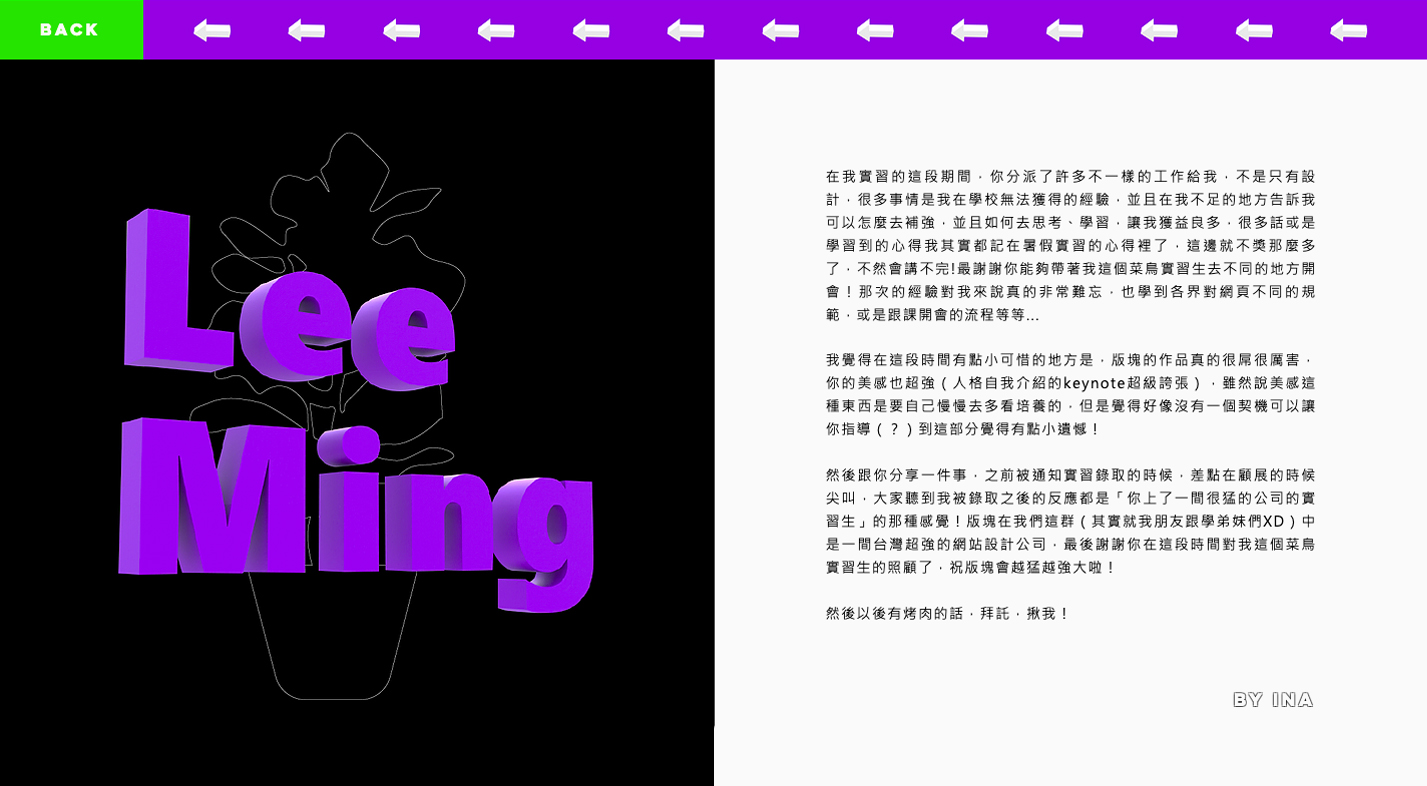 BACK
Lee
Ming
在我實習的這段期間，你分派了許多不一樣的工作給我，不是只有設
計，很多事情是我在學校無法獲得的經驗，並且在我不足的地方告訴我
可以怎麼去補強，並且如何去思考、學習，讓我獲益良多，很多話或是
學習到的心得我其實都記在暑假實習的心得裡了，這邊就不獎那麼多
了，不然會講不完!最謝謝你能夠帶著我這個菜鳥實習生去不同的地方開
會！那次的經驗對我來說真的非常難忘，也學到各界對網頁不同的規
範，或是跟課開會的流程等等...
我覺得在這段時間有點小可惜的地方是，版塊的作品真的很屌很厲害，
你的美感也超強（人格自我介紹的keynote超級誇張），雖然說美感這
種東西是要自己慢慢去多看培養的，但是覺得好像沒有一個契機可以讓
你指導（？）到這部分覺得有點小遺憾！
然後跟你分享一件事，之前被通知實習錄取的時候，差點在顧展的時候
尖叫，大家聽到我被錄取之後的反應都是「你上了一間很猛的公司的實
習生」的那種感覺！版塊在我們這群（其實就我朋友跟學弟妹們XD）中
是一間台灣超強的網站設計公司，最後謝謝你在這段時間對我這個菜鳥
實習生的照顧了，祝版塊會越猛越強大啦！
然後以後有烤肉的話，拜託，揪我！
BY INA